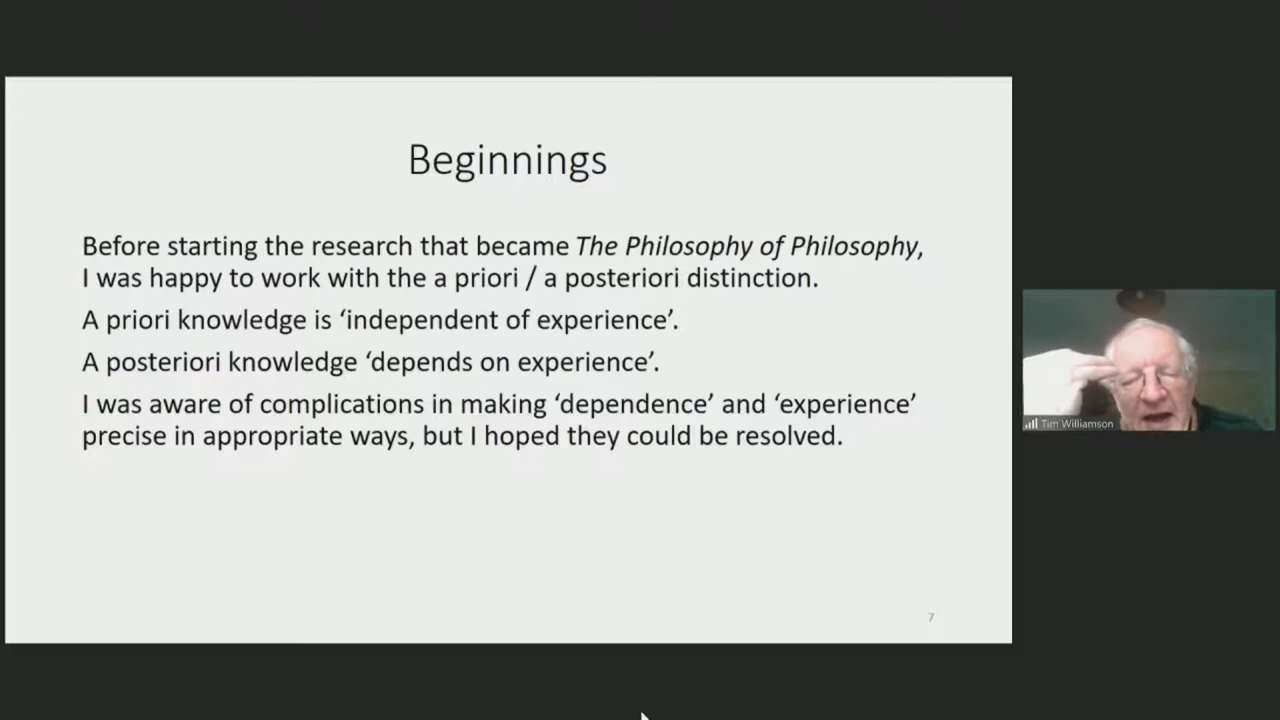 Beginnings
Before starting the research that became The Philosophy of Philosophy,
I was happy to work with the a priori / a posteriori distinction.
A priori knowledge is ‘independent of experience’.
A posteriori knowledge ‘depends on experience’.
I was aware of complications in making ‘dependence’ and ‘experience’
precise in appropriate ways, but I hoped they could be resolved.
7
Tim Williamson